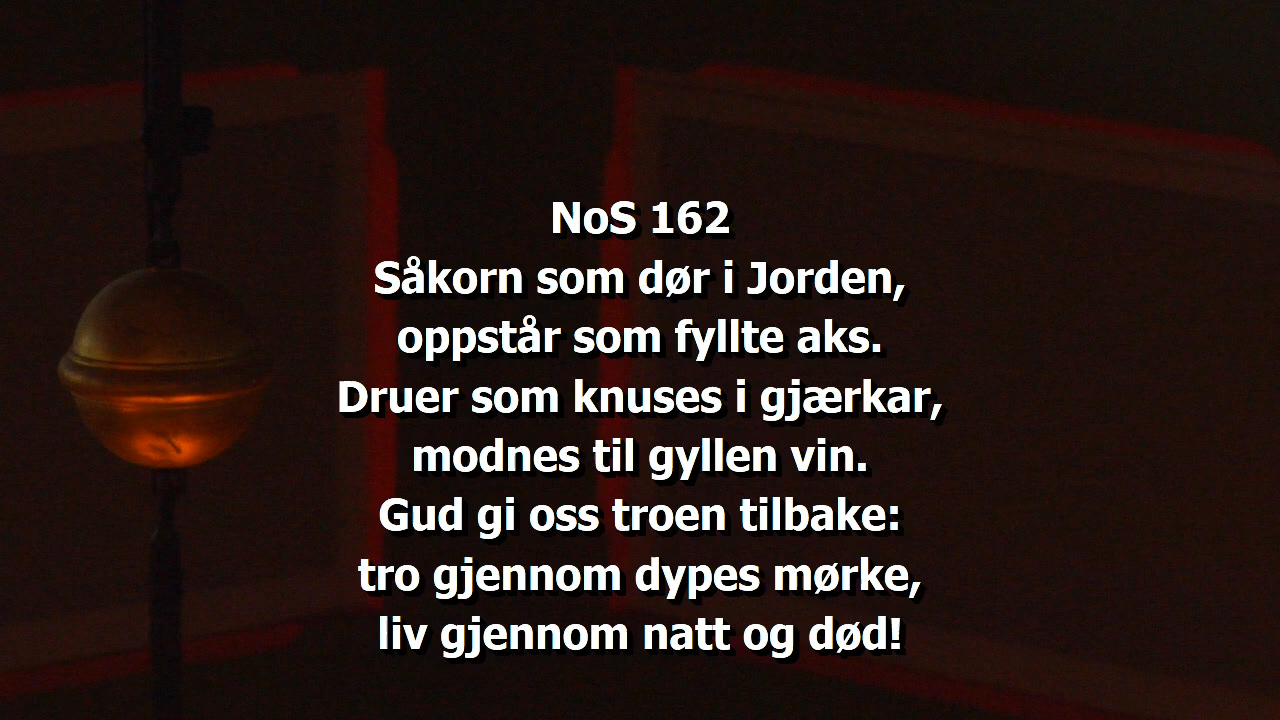 NoS 162
Såkorn som dør i Jorden,
oppstår som fyllte aks.
Druer som knuses i gjærkar,
modnes til gyllen vin.
Gud gi oss troen tilbake:
tro gjennom dypes mørke,
liv gjennom natt og død!